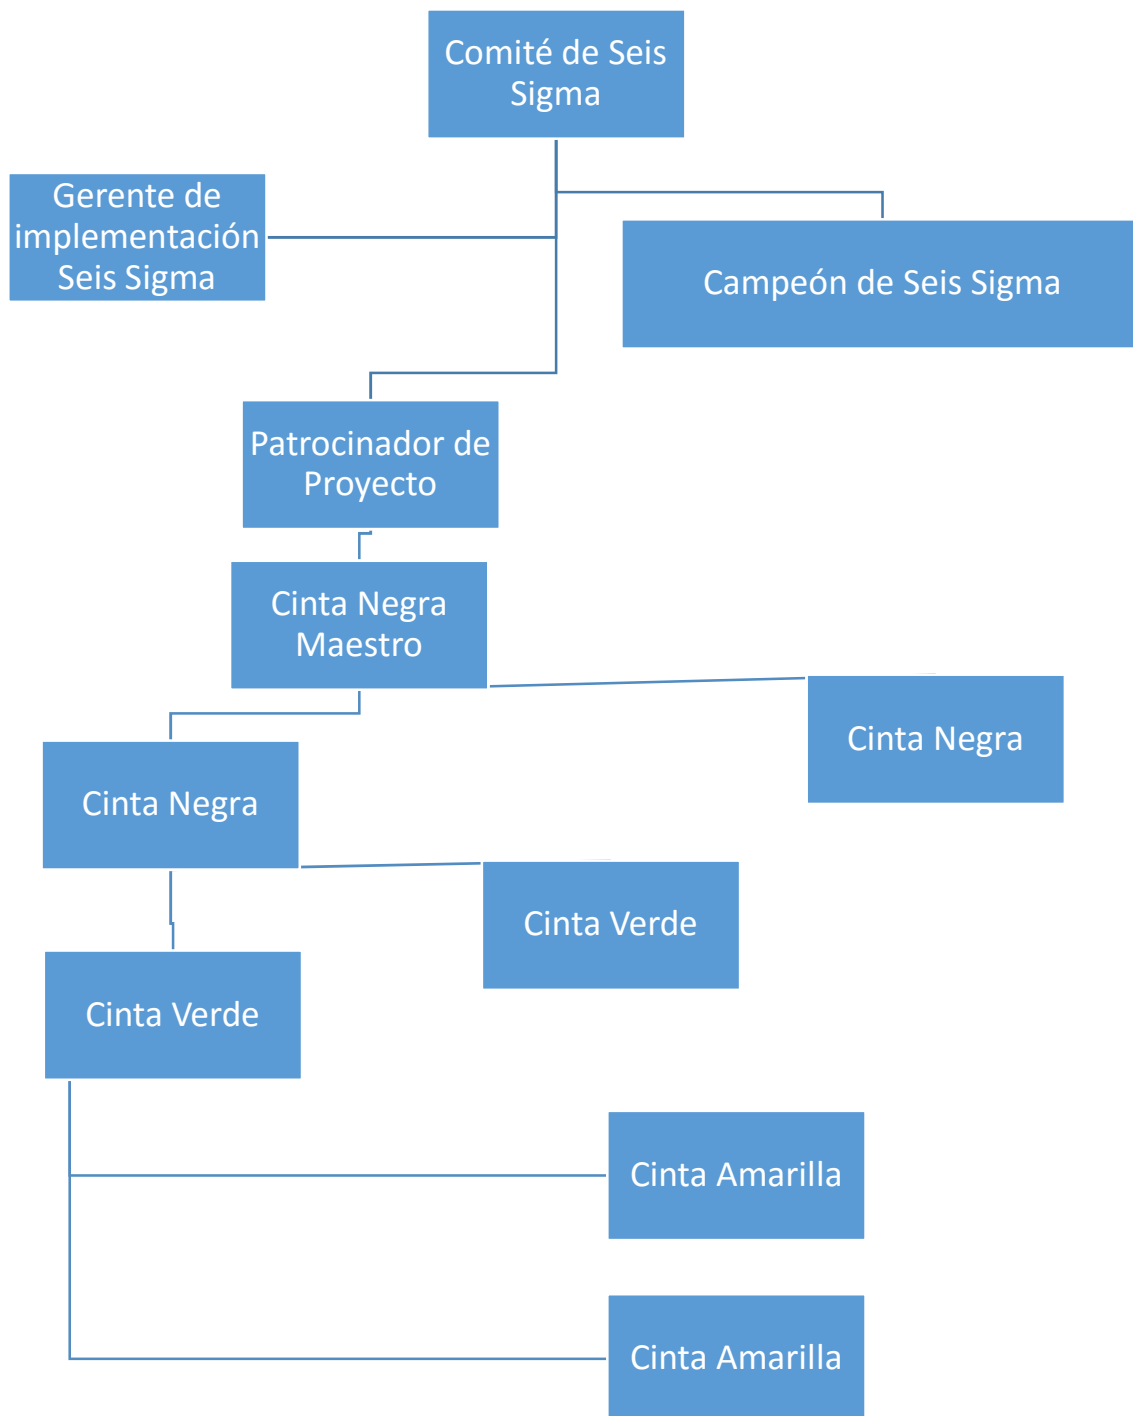 Comité de Seis
Sigma
Gerente de
implementación
Seis Sigma
Campeón de Seis Sigma
Patrocinador de
Proyecto
Cinta Negra
Maestro
Cinta Negra
Cinta Negra
Cinta Verde
Cinta Verde
Cinta Amarilla
Cinta Amarilla